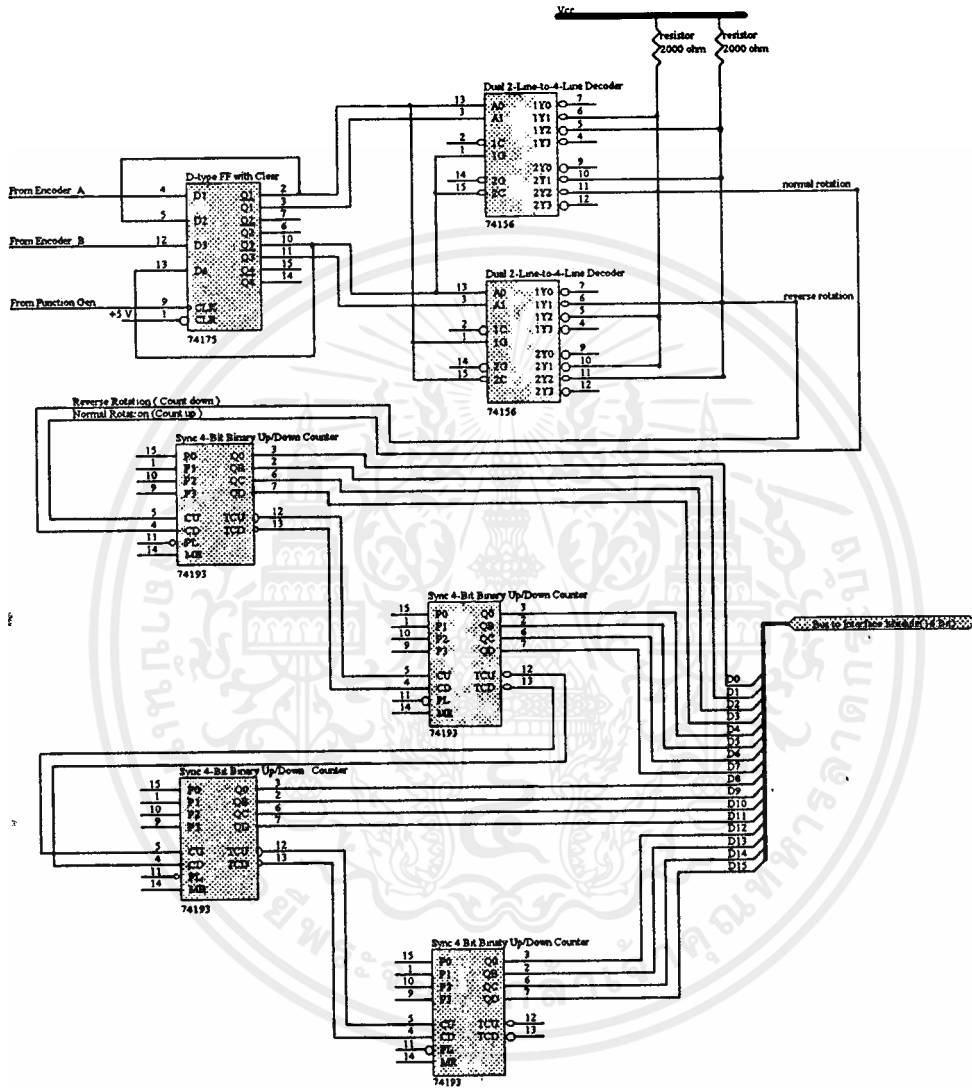 Vcc
resistor
2000 ohm
resistor
2000 ohm
Dual 2-Line-to-4-Line Decoder
13 A0 1Y0 7
3 A1 1Y1 6
1Y2 5
2 1C 1Y3 4
1 1G
2Y0 9
14 2G 2Y1 10
15 2C 2Y2 11
2Y3 12
74156
normal rotation
D-type FF with Clear
From Encoder A
4 D1 Q1 2
Q1 3
5 D2 Q2 7
Q2 6
From Encoder B
12 D3 10
Q3 11
13 D4 Q4 15
14
From Function Gen
9 CLK
+5 V 1 CLR
74175
Dual 2-Line-to-4-Line Decoder
13 A0 1Y0 7
3 A1 1Y1 6
1Y2 5
2 1C 1Y3 4
1 1G
2Y0 9
14 2G 2Y1 10
15 2C 2Y2 11
2Y3 12
74156
reverse rotation
Reverse Rotation ( Count down )
Normal Rotation (Count up )
Sync 4-Bit Binary Up/Down Counter
15 P0 Q0 3
1 P1 QB 2
10 P2 QC 6
9 P3 QD 7
5 CU TCU 12
4 CD TCD 13
11 PL
14 MR
74193
Sync 4-Bit Binary Up/Down Counter
15 P0 Q0 3
1 P1 QB 2
10 P2 QC 6
9 P3 QD 7
5 CU TCU 12
4 CD TCD 13
11 PL
14 MR
74193
Bus to Interface Module(16 Bit)
D0
D1
D2
D3
D4
D5
D6
D7
D8
D9
D10
D11
D12
D13
D14
D15
Sync 4-Bit Binary Up/Down Counter
15 P0 Q0 3
1 P1 QB 2
10 P2 QC 6
9 P3 QD 7
5 CU TCU 12
4 CD TCD 13
11 PL
14 MR
74193
Sync 4 Bit Binary Up/Down Counter
15 P0 Q0 3
1 P1 QB 2
10 P2 QC 6
9 P3 QD 7
5 CU TCU 12
4 CD TCD 13
11 PL
14 MR
74193